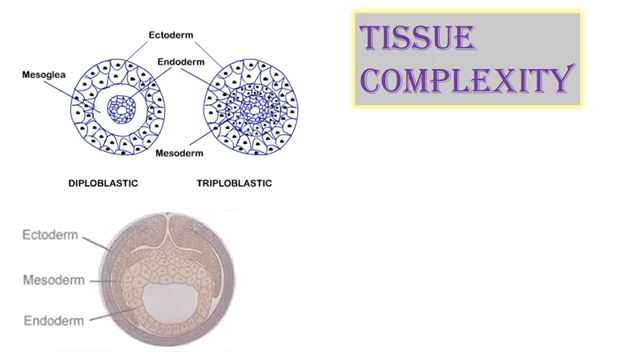 TISSUE
COMPLEXITY
Ectoderm
Endoderm
Mesoglea
Mesoderm
DIPLOBLASTIC
TRIPLOBLASTIC
Ectoderm
Mesoderm
Endoderm